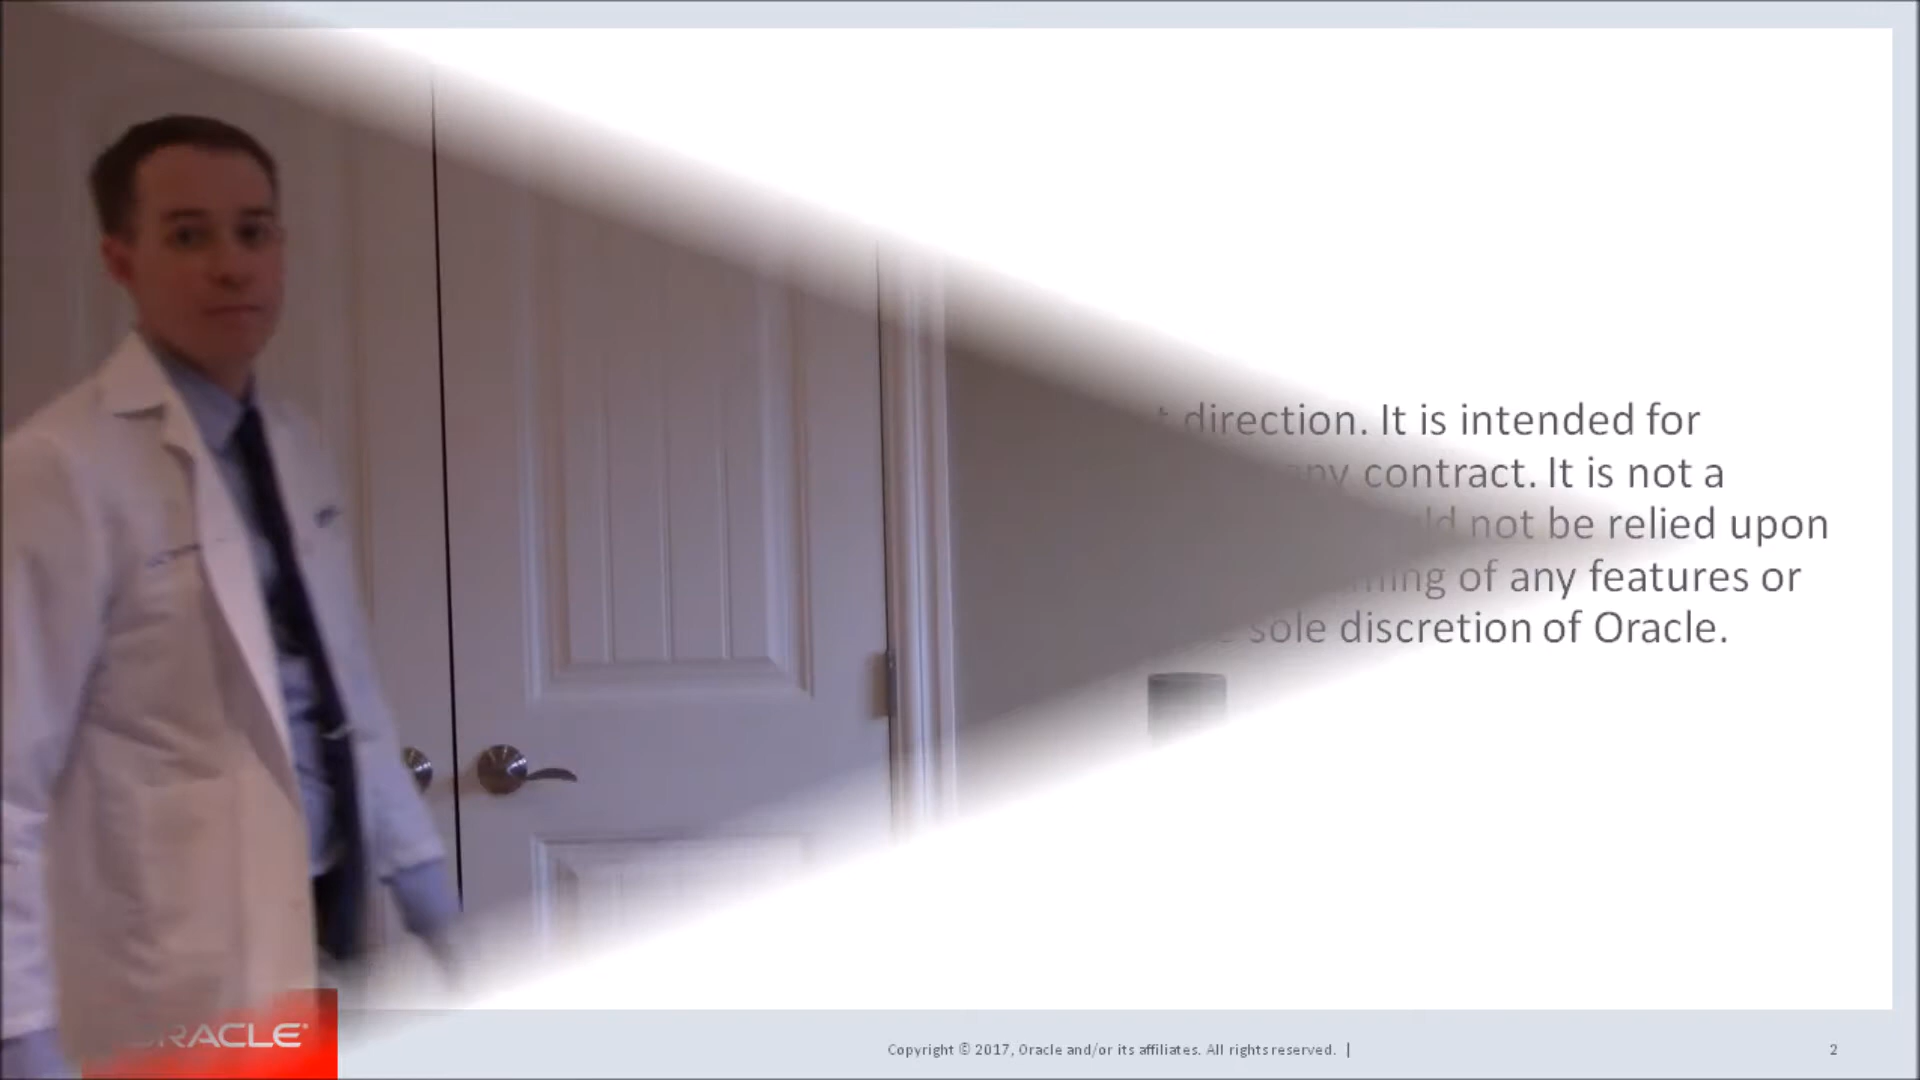 direction. It is intended for
any contract. It is not a
not be relied upon
of any features or
sole discretion of Oracle.
ORACLE
Copyright © 2017, Oracle and/or its affiliates. All rights reserved. |
2